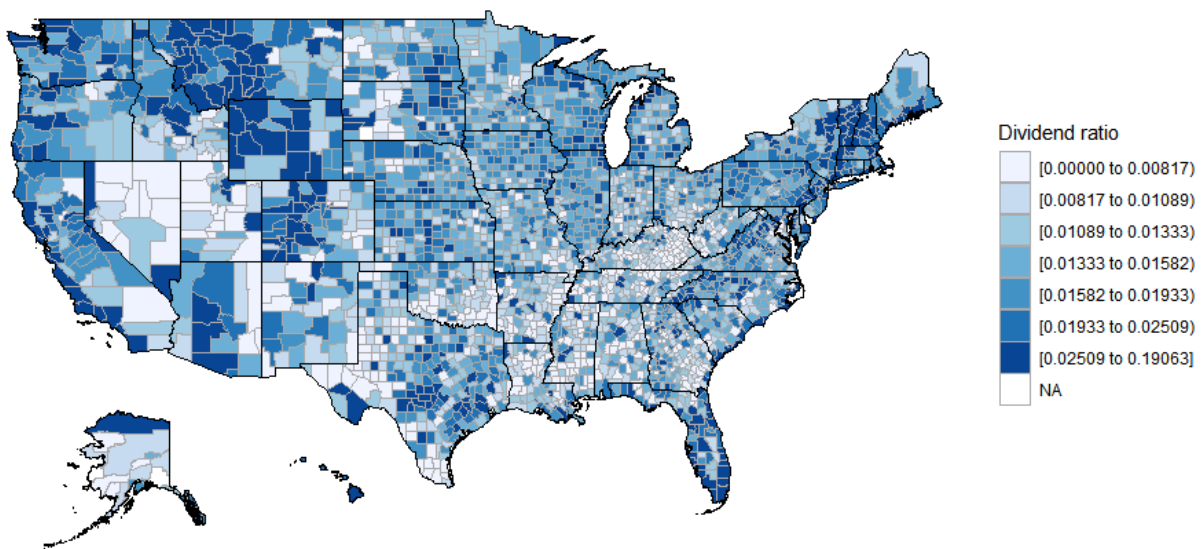 Dividend ratio
[0.00000 to 0.00817)
[0.00817 to 0.01089)
[0.01089 to 0.01333)
[0.01333 to 0.01582)
[0.01582 to 0.01933)
[0.01933 to 0.02509)
[0.02509 to 0.19063]
NA